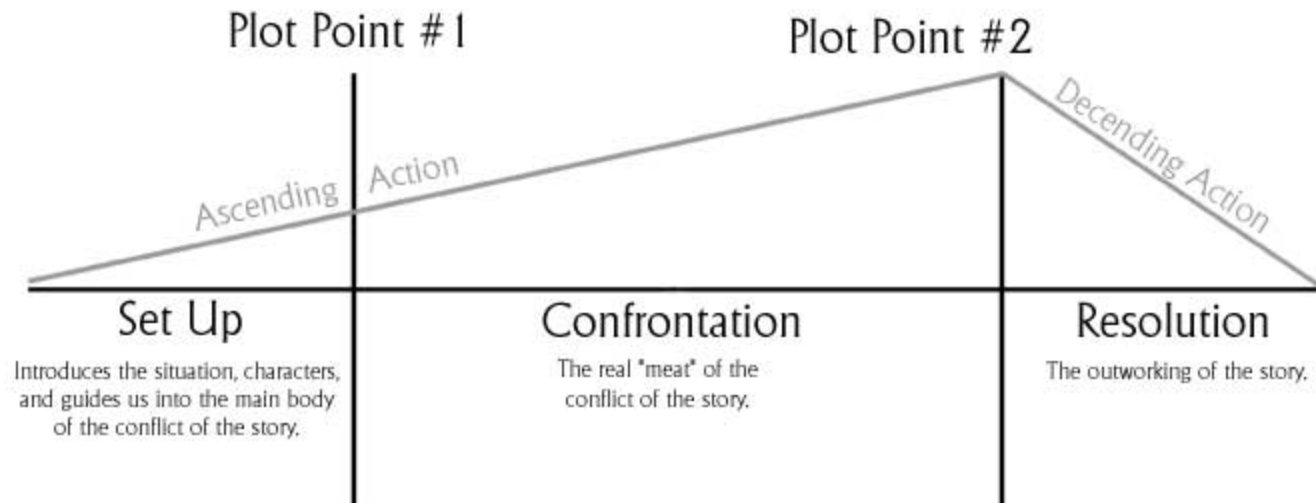 Plot Point #1
Plot Point #2
Ascending Action
Decending Action
Set Up
Introduces the situation, characters,
and guides us into the main body
of the conflict of the story.
Confrontation
The real "meat" of the
conflict of the story.
Resolution
The outworking of the story.